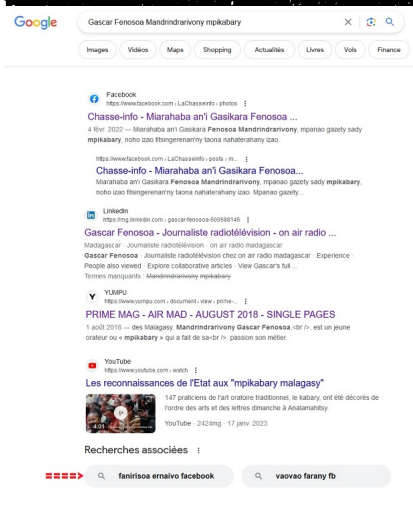 Google
Gascar Fenosoa Mandrindrarivony mpikabary
Images Vidéos Maps Shopping Actualités Livres Vols Finance
Facebook
https://www.facebook.com › LaChasseinfo › photos
Chasse-info - Miarahaba an'i Gasikara Fenosoa ...
4 févr. 2022 — Miarahaba an'i Gasikara Fenosoa Mandrindrarivony, mpanao gazety sady
mpikabary, noho izao fitsingerenan'ny taona nahaterahany izao.
https://www.facebook.com › LaChasseinfo › posts › m...
Chasse-info - Miarahaba an'i Gasikara Fenosoa...
Miarahaba an'i Gasikara Fenosoa Mandrindrarivony, mpanao gazety sady mpikabary,
noho izao fitsingerenan'ny taona nahaterahany izao. Mpanao gazety...
LinkedIn
https://mg.linkedin.com › gascar-fenosoa-500588145
Gascar Fenosoa - Journaliste radiotélévision - on air radio ...
Madagascar · Journaliste radiotélévision · on air radio madagascar
Gascar Fenosoa · Journaliste radiotélévision chez on air radio madagascar · Experience ·
People also viewed · Explore collaborative articles · View Gascar's full ...
Termes manquants : Mandrindrarivony mpikabary
Y YUMPU
https://www.yumpu.com › document › view › prime-...
PRIME MAG - AIR MAD - AUGUST 2018 - SINGLE PAGES
1 août 2018 — des Malagasy, Mandrindrarivony Gascar Fenosoa,<br />. est un jeune
orateur ou « mpikabary » qui a fait de sa<br />. passion son métier.
YouTube
https://www.youtube.com › watch
Les reconnaissances de l'Etat aux "mpikabary malagasy"
147 praticiens de l'art oratoire traditionnel, le kabary, ont été décorés de
l'ordre des arts et des lettres dimanche à Analamahitsy.
4:01
YouTube · 2424mg · 17 janv. 2023
Recherches associées
fanirisoa ernaivo facebook
vaovao farany fb